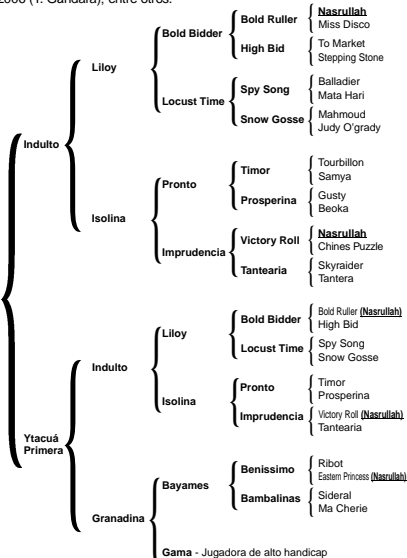 2006 (T. Gándara), entre otros.
Nasrullah
Bold Ruller
Miss Disco
Bold Bidder
High Bid
To Market
Stepping Stone
Liloy
Spy Song
Balladier
Mata Hari
Locust Time
Snow Gosse
Mahmoud
Judy O'grady
Indulto
Timor
Tourbillon
Samya
Pronto
Prosperina
Gusty
Beoka
Isolina
Victory Roll
Nasrullah
Chines Puzzle
Imprudencia
Tantearia
Skyraider
Tantera
Bold Bidder
Bold Ruller (Nasrullah)
High Bid
Liloy
Locust Time
Spy Song
Snow Gosse
Indulto
Pronto
Timor
Prosperina
Isolina
Imprudencia
Victory Roll (Nasrullah)
Tantearia
Ytacuá
Primera
Benissimo
Ribot
Eastern Princess (Nasrullah)
Bayames
Bambalinas
Sideral
Ma Cherie
Granadina
Gama - Jugadora de alto handicap